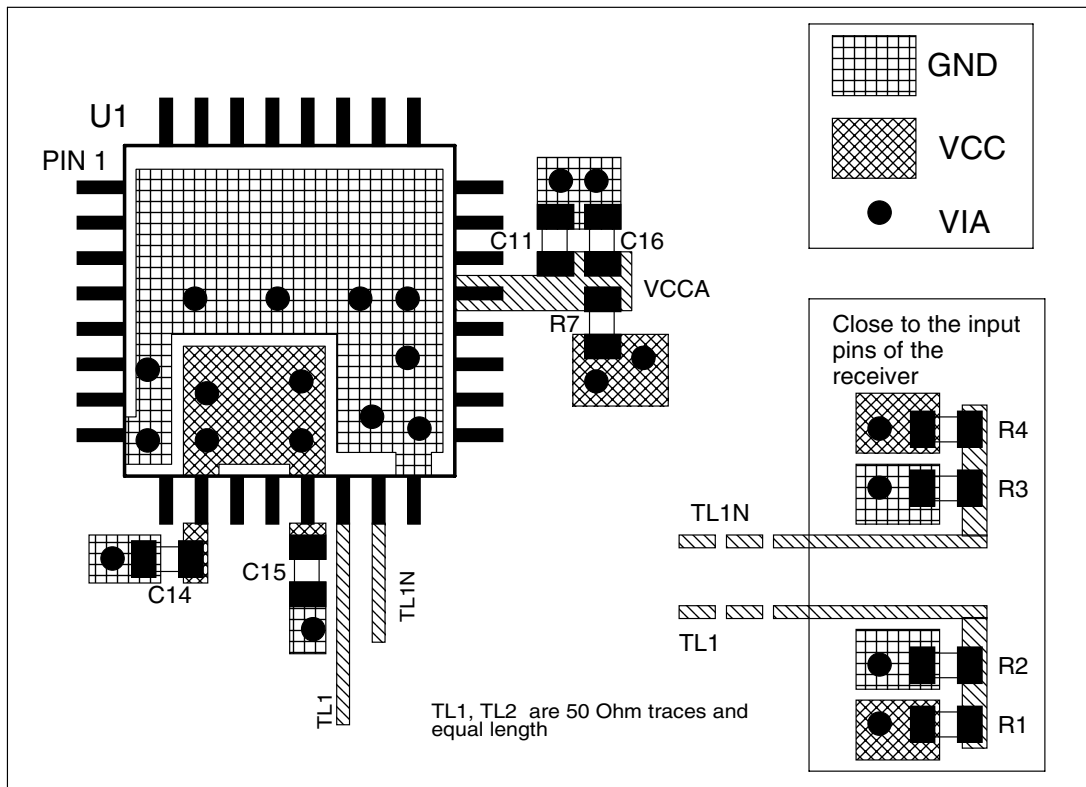 U1
PIN 1
C11
C16
VCCA
R7
C14
C15
TL1
TL1N
TL1, TL2 are 50 Ohm traces and
equal length
GND
VCC
VIA
Close to the input
pins of the
receiver
R4
R3
TL1N
TL1
R2
R1